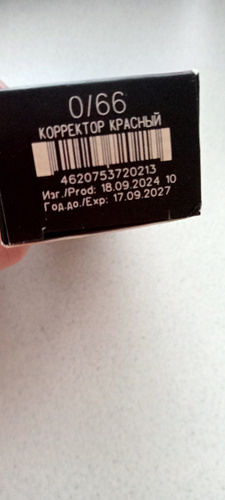 0/66
КОРРЕКТОР КРАСНЫЙ
4620753720213
Изг./Prod: 18.09.2024 10
Год.до./Exp: 17.09.2027